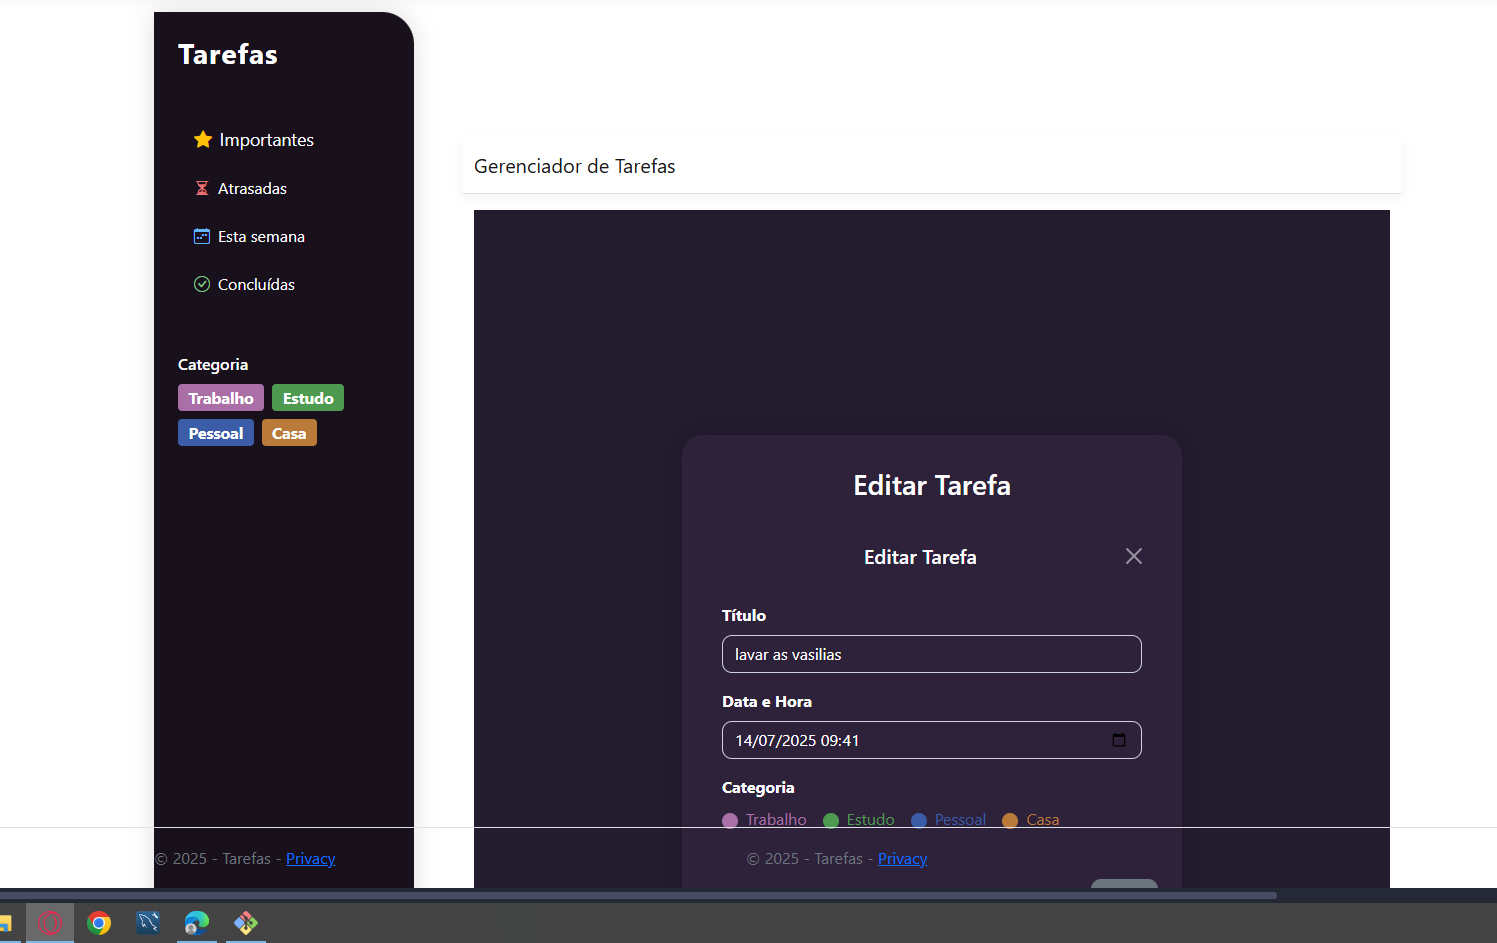 Tarefas
Importantes
Atrasadas
Esta semana
Concluídas
Categoria
Trabalho Estudo
Pessoal Casa
Gerenciador de Tarefas
Editar Tarefa
Editar Tarefa
Título
lavar as vasilias
Data e Hora
14/07/2025 09:41
Categoria
Trabalho Estudo Pessoal Casa
© 2025 - Tarefas - Privacy
© 2025 - Tarefas - Privacy